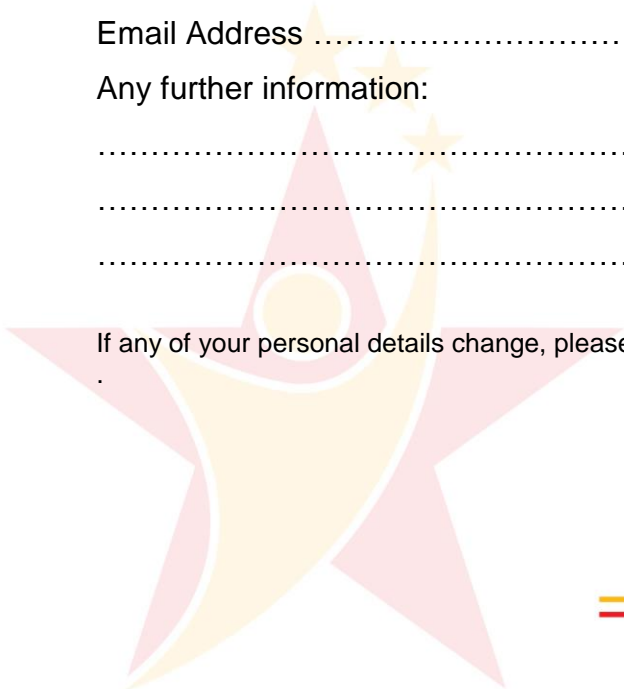 Email Address ……………………………
Any further information:
……………………………………………………
……………………………………………………
……………………………………………………
If any of your personal details change, please
.